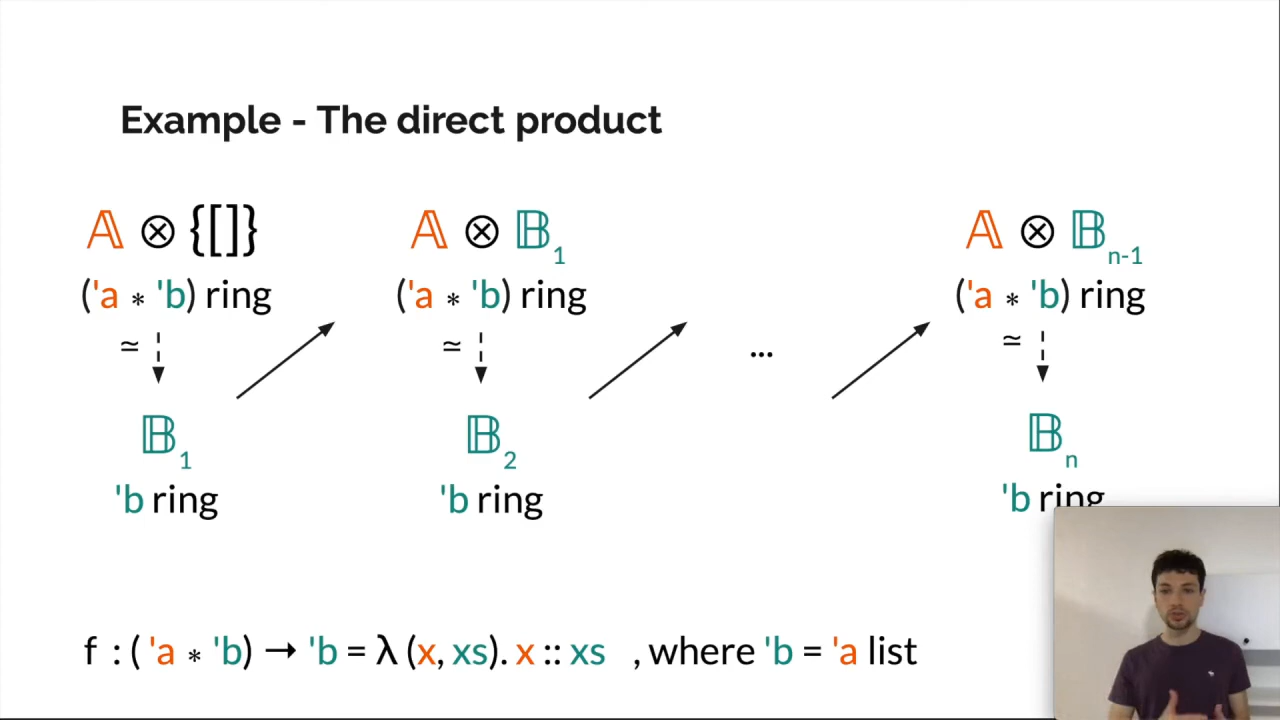 Example - The direct product
𝔸 ⊗ {[]} 𝔸 ⊗ 𝔹₁ 𝔸 ⊗ 𝔹ₙ₋₁
('a * 'b) ring ('a * 'b) ring ('a * 'b) ring
≃ ≃ ... ≃
𝔹₁ 𝔹₂ 𝔹ₙ
'b ring 'b ring 'b ring
f : ( 'a * 'b) → 'b = λ (x, xs). x :: xs , where 'b = 'a list